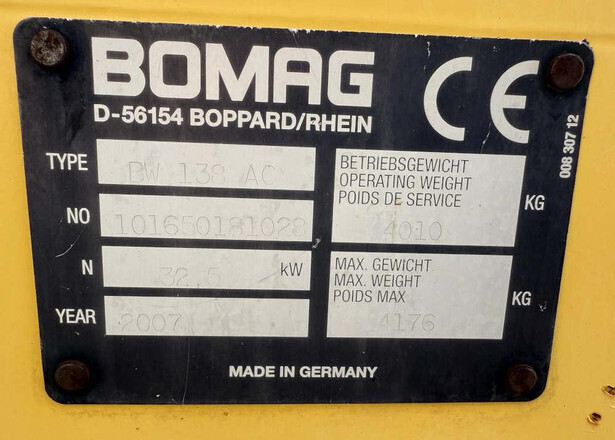 BOMAG
D-56154 BOPPARD/RHEIN
CE
008 307 12
TYPE BW 138 AC
NO 101650181028
N 32,5 kW
YEAR 2007
BETRIEBSGEWICHT
OPERATING WEIGHT
POIDS DE SERVICE
4010 KG
MAX. GEWICHT
MAX. WEIGHT
POIDS MAX
4176 KG
MADE IN GERMANY